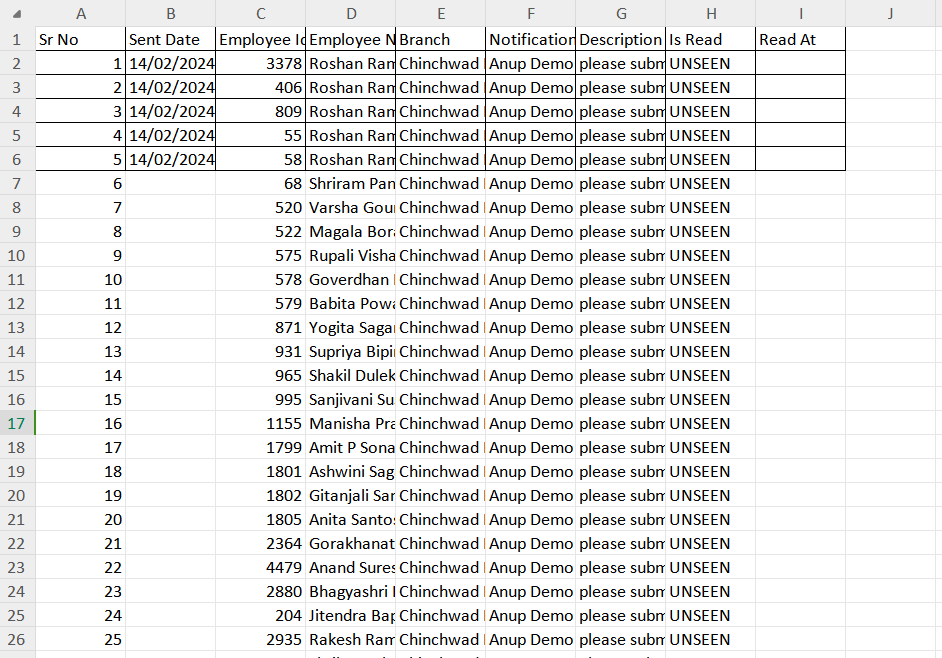 A B C D E F G H I J
1 Sr No Sent Date Employee Id Employee N Branch Notification Description Is Read Read At
2 1 14/02/2024 3378 Roshan Ram Chinchwad Anup Demo please subm UNSEEN
3 2 14/02/2024 406 Roshan Ram Chinchwad Anup Demo please subm UNSEEN
4 3 14/02/2024 809 Roshan Ram Chinchwad Anup Demo please subm UNSEEN
5 4 14/02/2024 55 Roshan Ram Chinchwad Anup Demo please subm UNSEEN
6 5 14/02/2024 58 Roshan Ram Chinchwad Anup Demo please subm UNSEEN
7 6 68 Shriram Pan Chinchwad Anup Demo please subm UNSEEN
8 7 520 Varsha Gou Chinchwad Anup Demo please subm UNSEEN
9 8 522 Magala Bora Chinchwad Anup Demo please subm UNSEEN
10 9 575 Rupali Visha Chinchwad Anup Demo please subm UNSEEN
11 10 578 Goverdhan Chinchwad Anup Demo please subm UNSEEN
12 11 579 Babita Powa Chinchwad Anup Demo please subm UNSEEN
13 12 871 Yogita Saga Chinchwad Anup Demo please subm UNSEEN
14 13 931 Supriya Bipi Chinchwad Anup Demo please subm UNSEEN
15 14 965 Shakil Dulek Chinchwad Anup Demo please subm UNSEEN
16 15 995 Sanjivani Su Chinchwad Anup Demo please subm UNSEEN
17 16 1155 Manisha Pra Chinchwad Anup Demo please subm UNSEEN
18 17 1799 Amit P Sona Chinchwad Anup Demo please subm UNSEEN
19 18 1801 Ashwini Sag Chinchwad Anup Demo please subm UNSEEN
20 19 1802 Gitanjali Sar Chinchwad Anup Demo please subm UNSEEN
21 20 1805 Anita Santos Chinchwad Anup Demo please subm UNSEEN
22 21 2364 Gorakhanat Chinchwad Anup Demo please subm UNSEEN
23 22 4479 Anand Sures Chinchwad Anup Demo please subm UNSEEN
24 23 2880 Bhagyashri Chinchwad Anup Demo please subm UNSEEN
25 24 204 Jitendra Bap Chinchwad Anup Demo please subm UNSEEN
26 25 2935 Rakesh Ram Chinchwad Anup Demo please subm UNSEEN